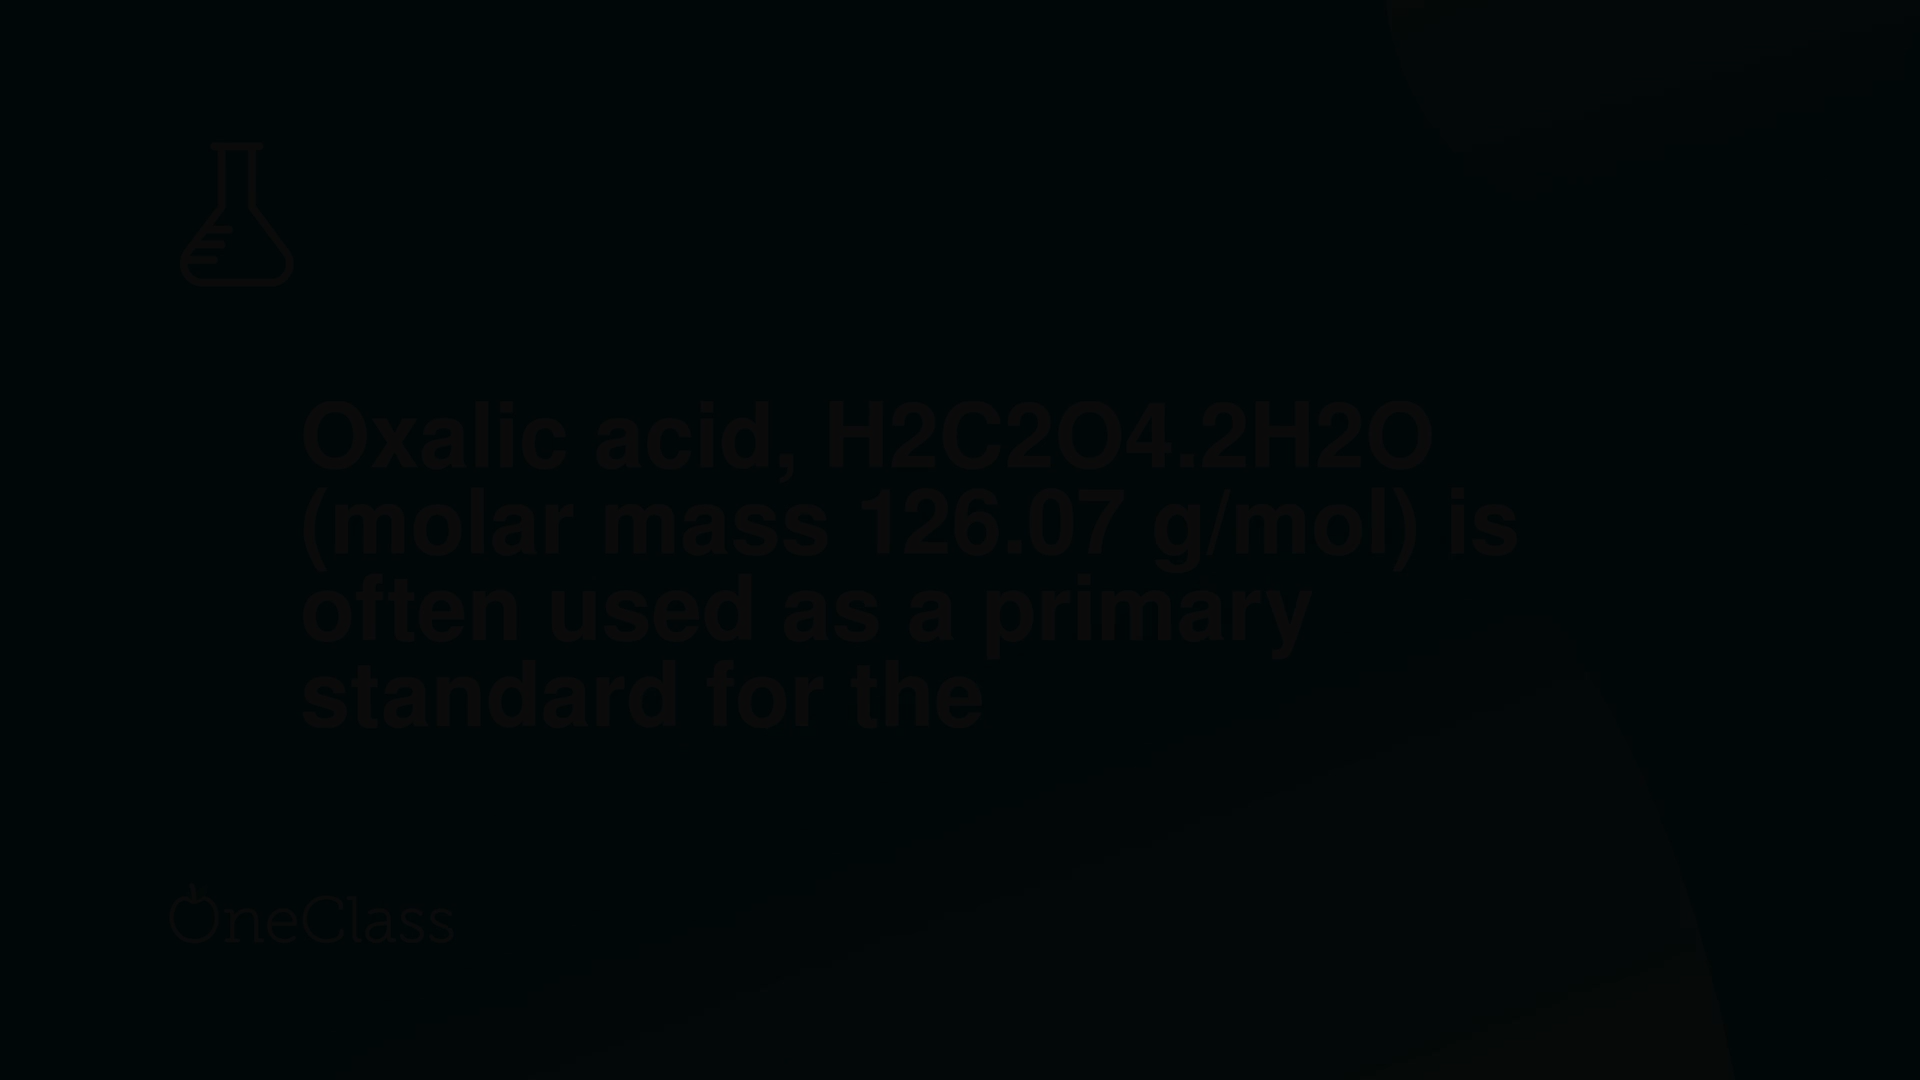 Oxalic acid, H2C2O4.2H2O
(molar mass 126.07 g/mol) is
often used as a primary
standard for the
OneClass